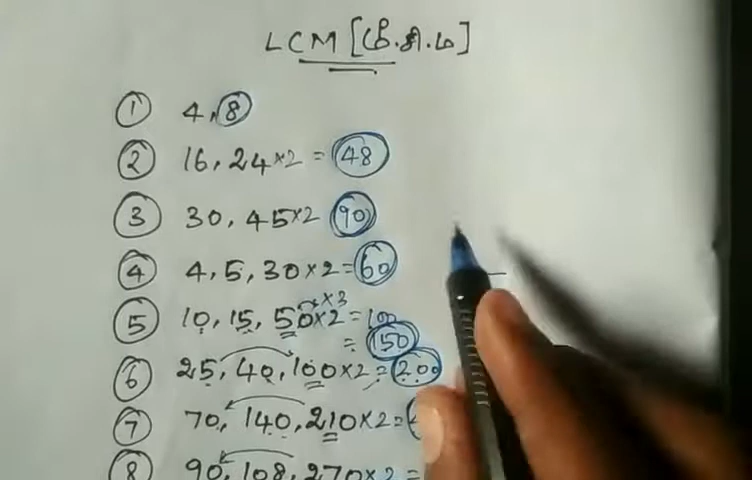 LCM [மீ.சி.ம]
① 4, 8
② 16, 24×2 = 48
③ 30, 45×2 90
④ 4, 5, 30×2 = 60
⑤ 10, 15, 50×2 = 100
×3
= 150
⑥ 25, 40, 100×2 = 200
⑦ 70, 140, 210×2 =
⑧ 90, 108, 270×2 =